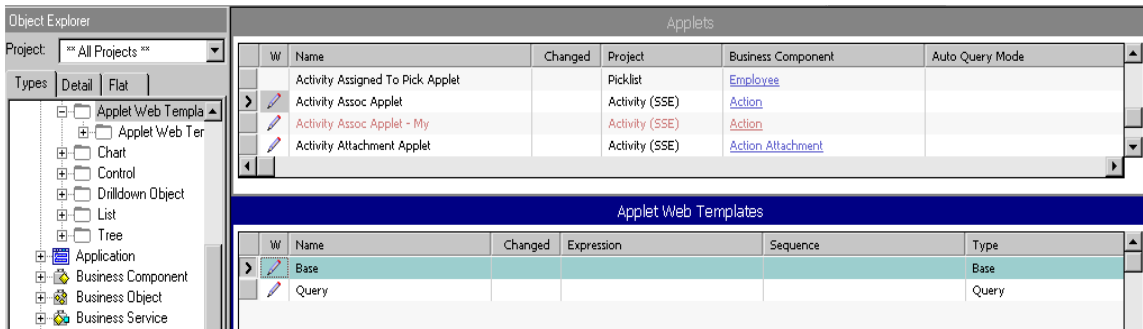 Object Explorer
Project: ** All Projects **
Types Detail Flat
Applet Web Templa
Applet Web Ter
Chart
Control
Drilldown Object
List
Tree
Application
Business Component
Business Object
Business Service
Applets
W Name Changed Project Business Component Auto Query Mode
Activity Assigned To Pick Applet Picklist Employee
Activity Assoc Applet Activity (SSE) Action
Activity Assoc Applet - My Activity (SSE) Action
Activity Attachment Applet Activity (SSE) Action Attachment
Applet Web Templates
W Name Changed Expression Sequence Type
Base Base
Query Query